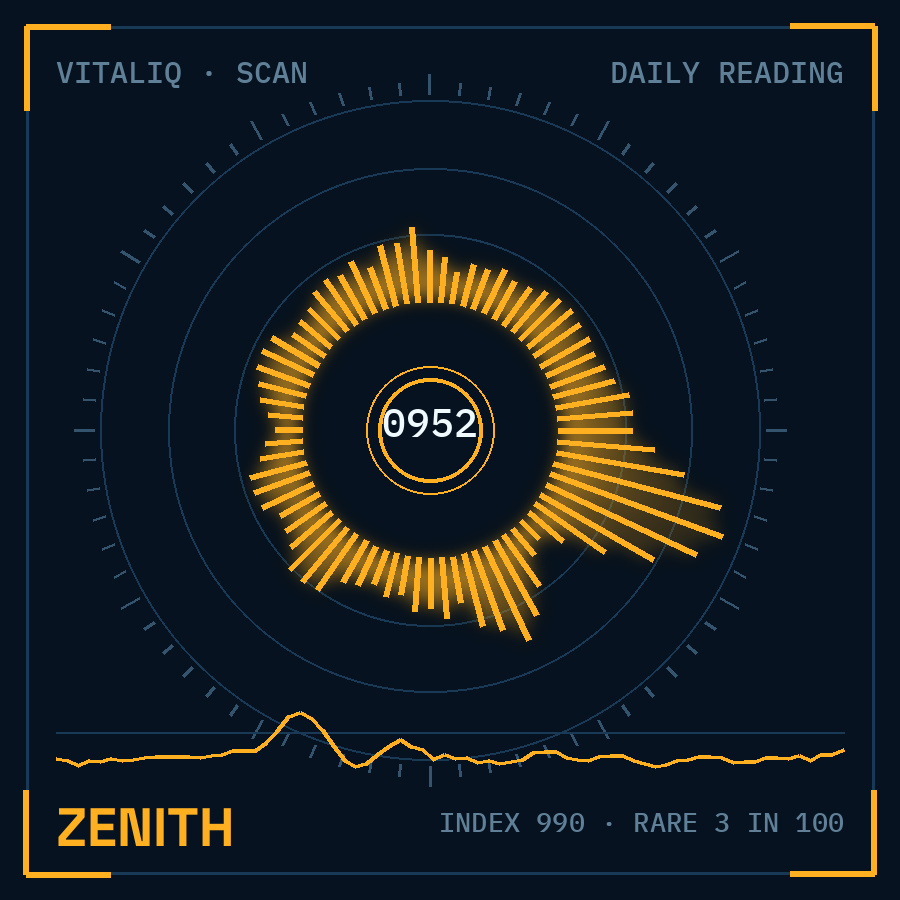 VITALIQ · SCAN
DAILY READING
0952
ZENITH
INDEX 990 · RARE 3 IN 100